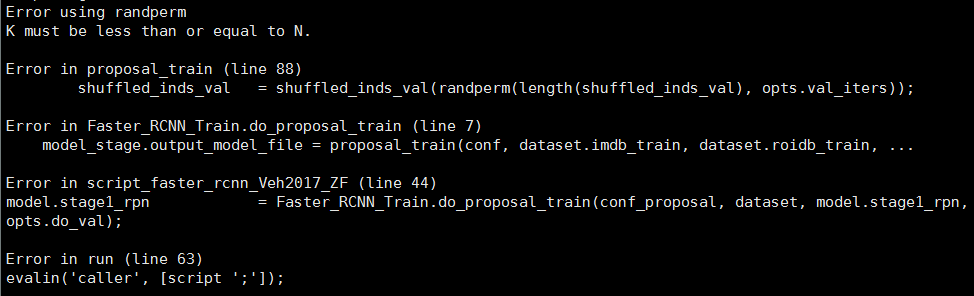 Error using randperm
K must be less than or equal to N.
Error in proposal_train (line 88)
shuffled_inds_val   = shuffled_inds_val(randperm(length(shuffled_inds_val), opts.val_iters));
Error in Faster_RCNN_Train.do_proposal_train (line 7)
model_stage.output_model_file = proposal_train(conf, dataset.imdb_train, dataset.roidb_train, ...
Error in script_faster_rcnn_Veh2017_ZF (line 44)
model.stage1_rpn            = Faster_RCNN_Train.do_proposal_train(conf_proposal, dataset, model.stage1_rpn,
opts.do_val);
Error in run (line 63)
evalin('caller', [script ';']);